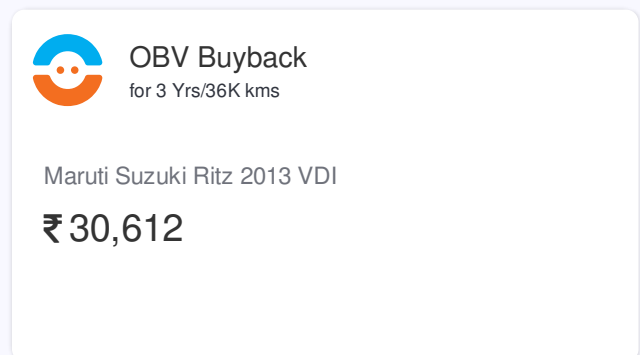 OBV Buyback
for 3 Yrs/36K kms
Maruti Suzuki Ritz 2013 VDI
₹ 30,612